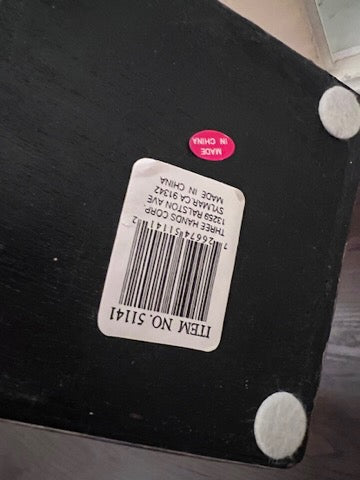 ITEM NO. 51141
7 26674 51141 2
THREE HANDS CORP
13259 RALSTON AVE
SYLMAR CA 91342
MADE IN CHINA
MADE
IN CHINA